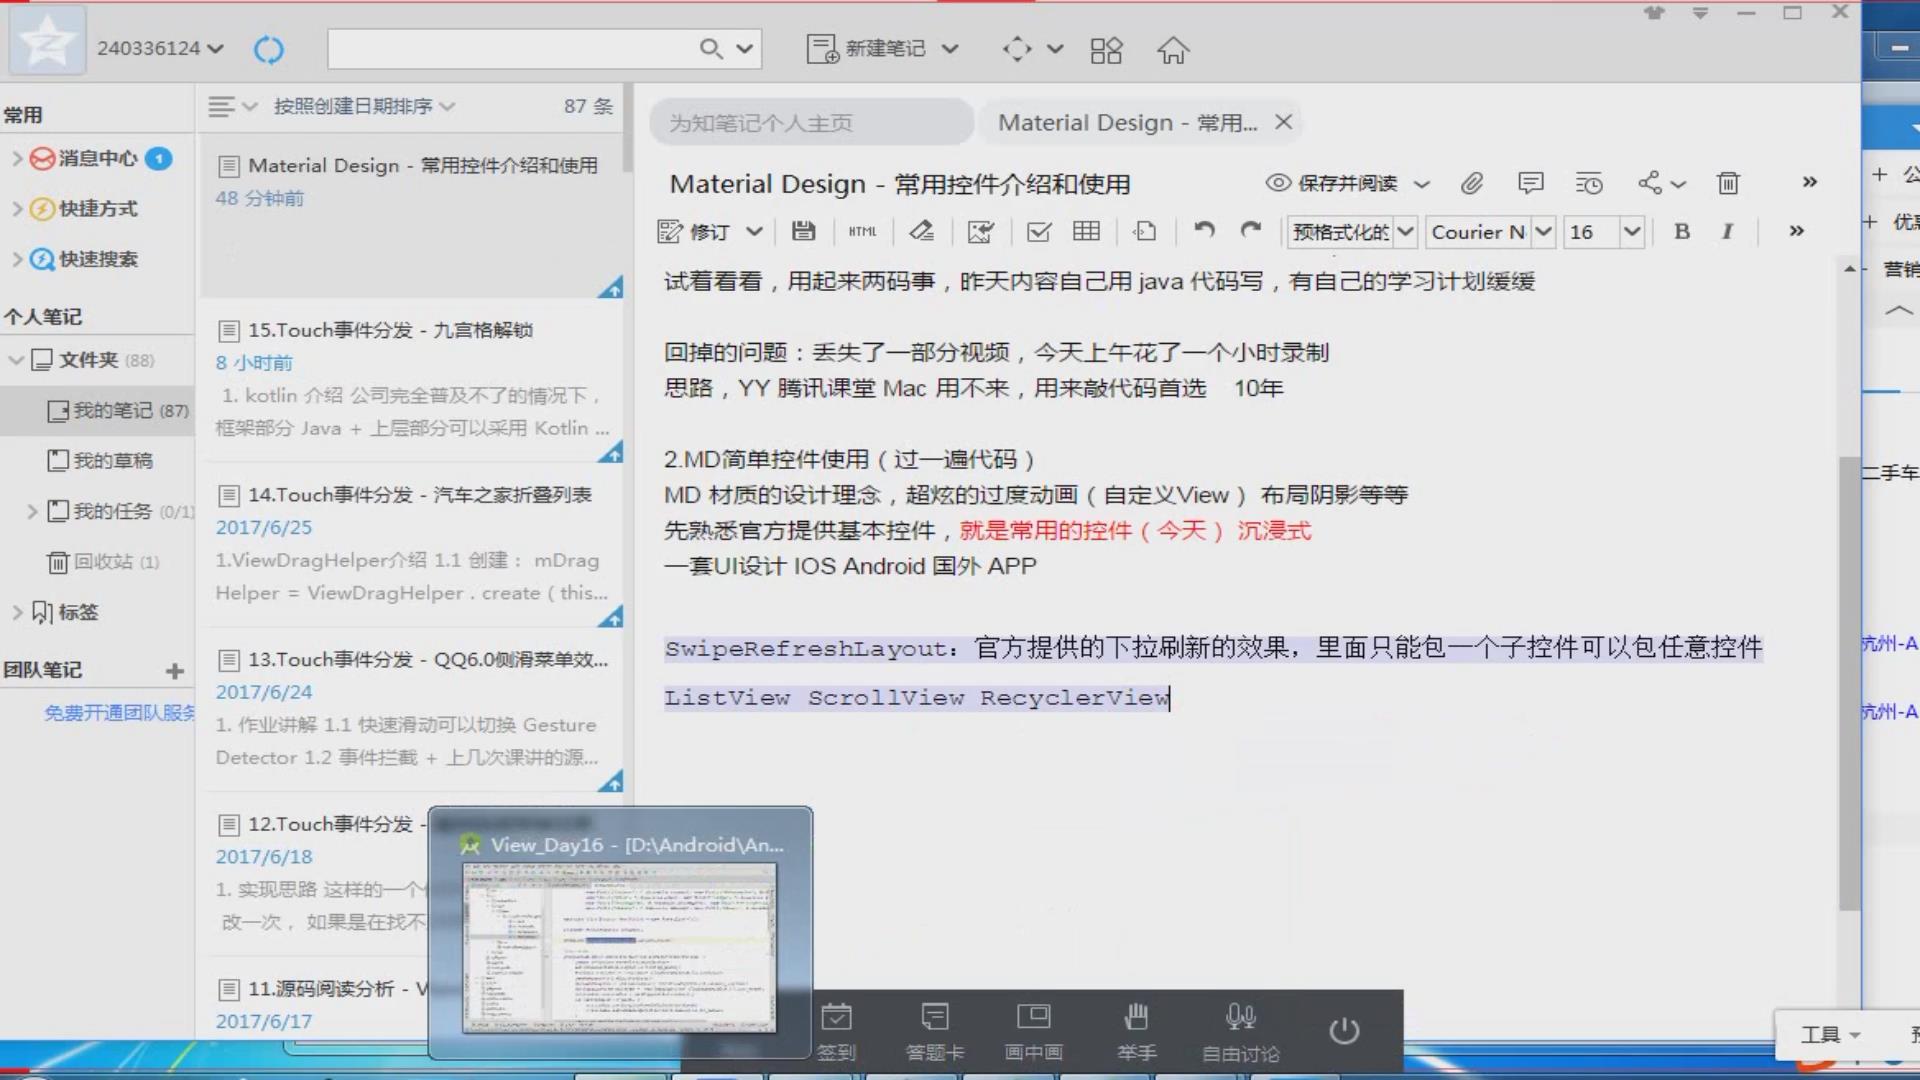 240336124
新建笔记
常用
消息中心 1
快捷方式
快速搜索
个人笔记
文件夹 (88)
我的笔记 (87)
我的草稿
我的任务 (0/1)
回收站 (1)
标签
团队笔记 +
免费开通团队服务
按照创建日期排序 87 条
Material Design - 常用控件介绍和使用
48 分钟前
15.Touch事件分发 - 九宫格解锁
8 小时前
1. kotlin 介绍 公司完全普及不了的情况下，
框架部分 Java + 上层部分可以采用 Kotlin ...
14.Touch事件分发 - 汽车之家折叠列表
2017/6/25
1.ViewDragHelper介绍 1.1 创建： mDrag
Helper = ViewDragHelper . create ( this...
13.Touch事件分发 - QQ6.0侧滑菜单效...
2017/6/24
1. 作业讲解 1.1 快速滑动可以切换 Gesture
Detector 1.2 事件拦截 + 上几次课讲的源...
12.Touch事件分发 -
2017/6/18
1. 实现思路 这样的一个
改一次 ，如果是在找不
11.源码阅读分析 - V
2017/6/17
为知笔记个人主页
Material Design - 常用...
Material Design - 常用控件介绍和使用
保存并阅读
修订 HTML 预格式化的 Courier N 16 B I
试着看看，用起来两码事，昨天内容自己用 java 代码写，有自己的学习计划缓缓
回掉的问题：丢失了一部分视频，今天上午花了一个小时录制
思路，YY 腾讯课堂 Mac 用不来，用来敲代码首选 10年
2.MD简单控件使用（过一遍代码）
MD 材质的设计理念，超炫的过度动画（自定义View） 布局阴影等等
先熟悉官方提供基本控件，就是常用的控件（今天） 沉浸式
一套UI设计 IOS Android 国外 APP
SwipeRefreshLayout：官方提供的下拉刷新的效果，里面只能包一个子控件可以包任意控件
ListView ScrollView RecyclerView
View_Day16 - [D:\Android\An...
签到
答题卡
画中画
举手
自由讨论
+ 公
+ 优惠
营销
二手车
杭州-A
杭州-A
工具